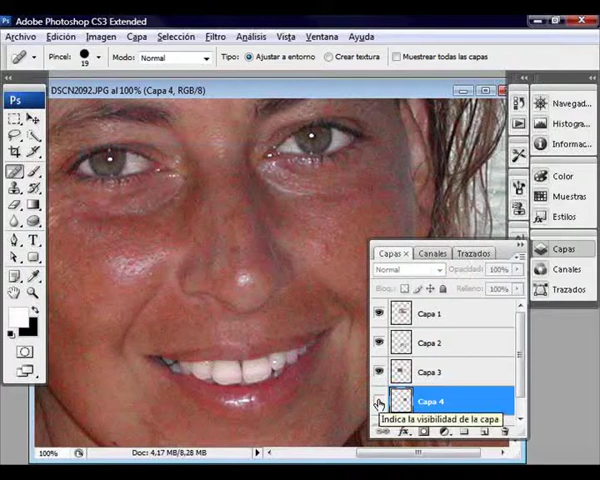 Ps Adobe Photoshop CS3 Extended
Archivo Edición Imagen Capa Selección Filtro Análisis Vista Ventana Ayuda
Pincel: 19 Modo: Normal Tipo: Ajustar a entorno Crear textura Muestrear todas las capas
DSCN2092.JPG al 100% (Capa 4, RGB/8)
Ps
T
Navegad...
Histogra...
Informac...
Color
Muestras
Estilos
Capas
Canales
Trazados
Capas × Canales Trazados
Normal Opacidad: 100%
Bloq.: Relleno: 100%
Capa 1
Capa 2
Capa 3
Capa 4
Indica la visibilidad de la capa
fx
100% Doc: 4,17 MB/8,28 MB